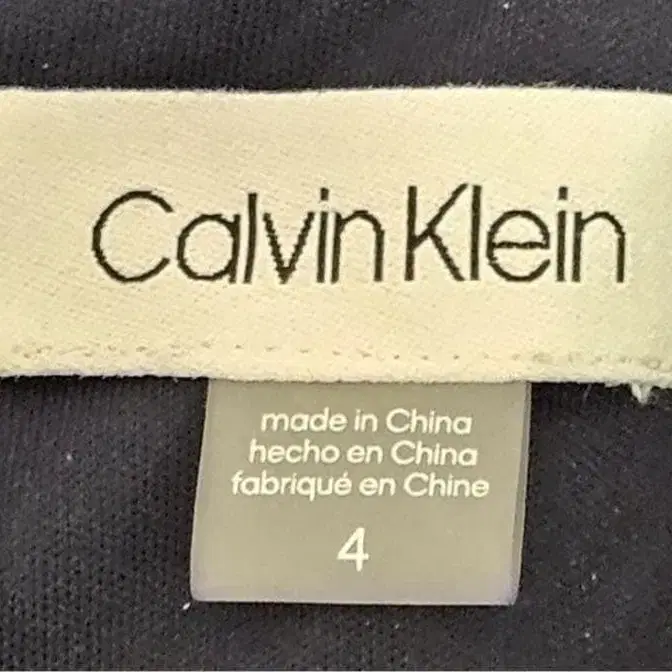 Calvin Klein
made in China
hecho en China
fabriqué en Chine
4